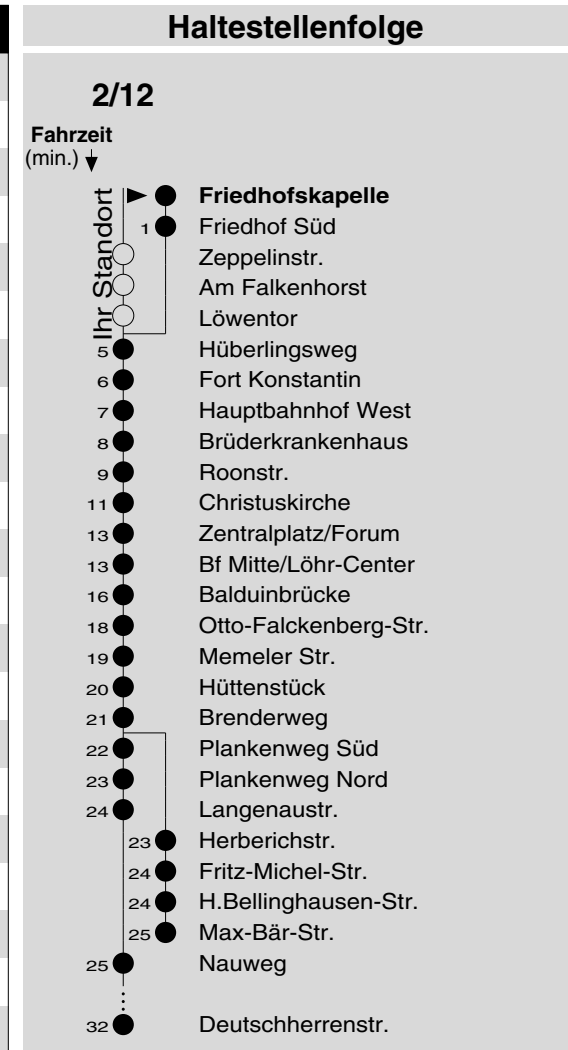 Haltestellenfolge
2/12
Fahrzeit
(min.)
Ihr Standort
Friedhofskapelle
1 Friedhof Süd
Zeppelinstr.
Am Falkenhorst
Löwentor
5 Hüberlingsweg
6 Fort Konstantin
7 Hauptbahnhof West
8 Brüderkrankenhaus
9 Roonstr.
11 Christuskirche
13 Zentralplatz/Forum
13 Bf Mitte/Löhr-Center
16 Balduinbrücke
18 Otto-Falckenberg-Str.
19 Memeler Str.
20 Hüttenstück
21 Brenderweg
22 Plankenweg Süd
23 Plankenweg Nord
24 Langenaustr.
23 Herberichstr.
24 Fritz-Michel-Str.
24 H.Bellinghausen-Str.
25 Max-Bär-Str.
25 Nauweg
32 Deutschherrenstr.